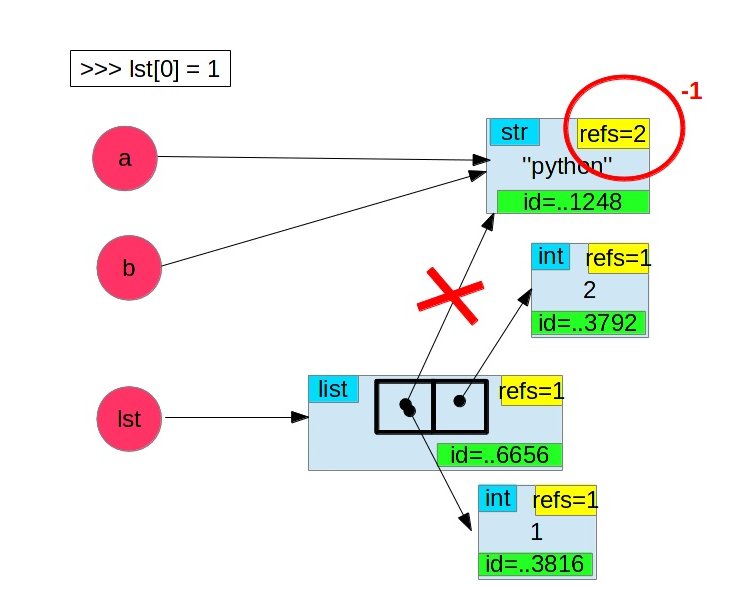 >>> lst[0] = 1
-1
str
refs=2
a
"python"
id=..1248
b
int
refs=1
2
id=..3792
list
refs=1
lst
id=..6656
int
refs=1
1
id=..3816